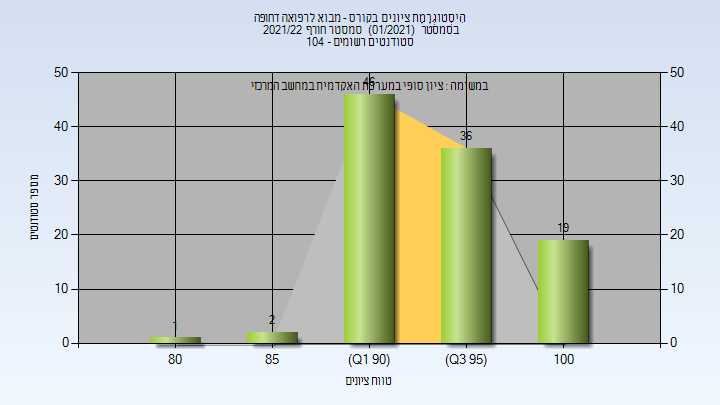 היסטוגרמת ציונים בקורס - מבוא לרפואה דחופה
בסמסטר (01/2021) סמסטר חורף 2021/22
סטודנטים רשומים - 104
במשימה : ציון סופי במערכת האקדמית במחשב המרכזי
50 50
40 40
30 30
20 20
10 10
0 0
1 2 46 36 19
מספר סטודנטים
80 85 (Q1 90) (Q3 95) 100
טווח ציונים